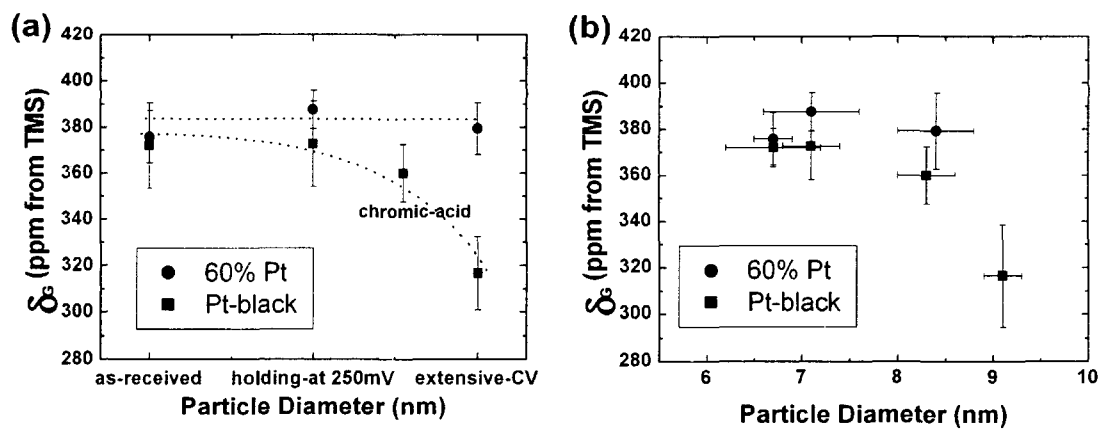 (a)
420
400
380
360
340
320
300
280
δG (ppm from TMS)
chromic-acid
60% Pt
Pt-black
as-received
holding-at 250mV
extensive-CV
Particle Diameter (nm)
(b)
420
400
380
360
340
320
300
280
δG (ppm from TMS)
60% Pt
Pt-black
6
7
8
9
10
Particle Diameter (nm)